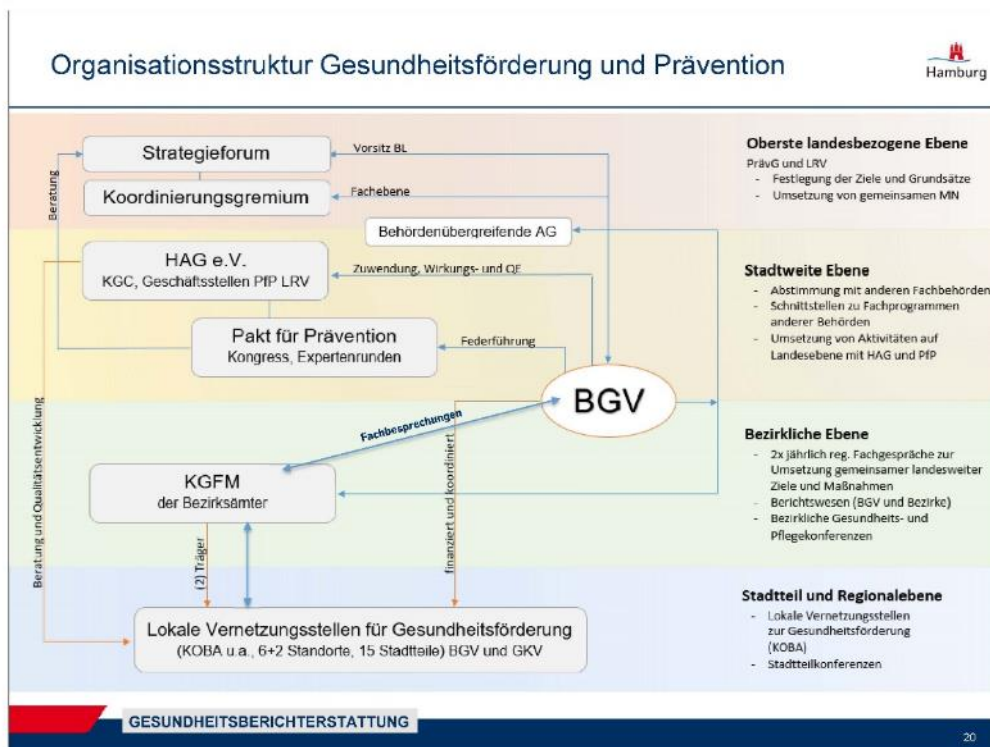 Organisationsstruktur Gesundheitsförderung und Prävention
Hamburg
Strategieforum
Vorsitz BL
Koordinierungsgremium
Fachebene
Beratung
Behördenübergreifende AG
HAG e.V.
KGC, Geschäftsstellen PfP LRV
Zuwendung, Wirkungs- und QE
Pakt für Prävention
Kongress, Expertenrunden
Federführung
BGV
Fachbesprechungen
KGFM
der Bezirksämter
Beratung und Qualitätsentwicklung
(2) Träger
finanziert und koordiniert
Lokale Vernetzungsstellen für Gesundheitsförderung
(KOBA u.a., 6+2 Standorte, 15 Stadtteile) BGV und GKV
Oberste landesbezogene Ebene
PrävG und LRV
- Festlegung der Ziele und Grundsätze
- Umsetzung von gemeinsamen MN
Stadtweite Ebene
- Abstimmung mit anderen Fachbehörden
- Schnittstellen zu Fachprogrammen
anderer Behörden
- Umsetzung von Aktivitäten auf
Landesebene mit HAG und PfP
Bezirkliche Ebene
- 2x jährlich reg. Fachgespräche zur
Umsetzung gemeinsamer landesweiter
Ziele und Maßnahmen
- Berichtswesen (BGV und Bezirke)
- Bezirkliche Gesundheits- und
Pflegekonferenzen
Stadtteil und Regionalebene
- Lokale Vernetzungsstellen
zur Gesundheitsförderung
(KOBA)
- Stadtteilkonferenzen
GESUNDHEITSBERICHTERSTATTUNG
20